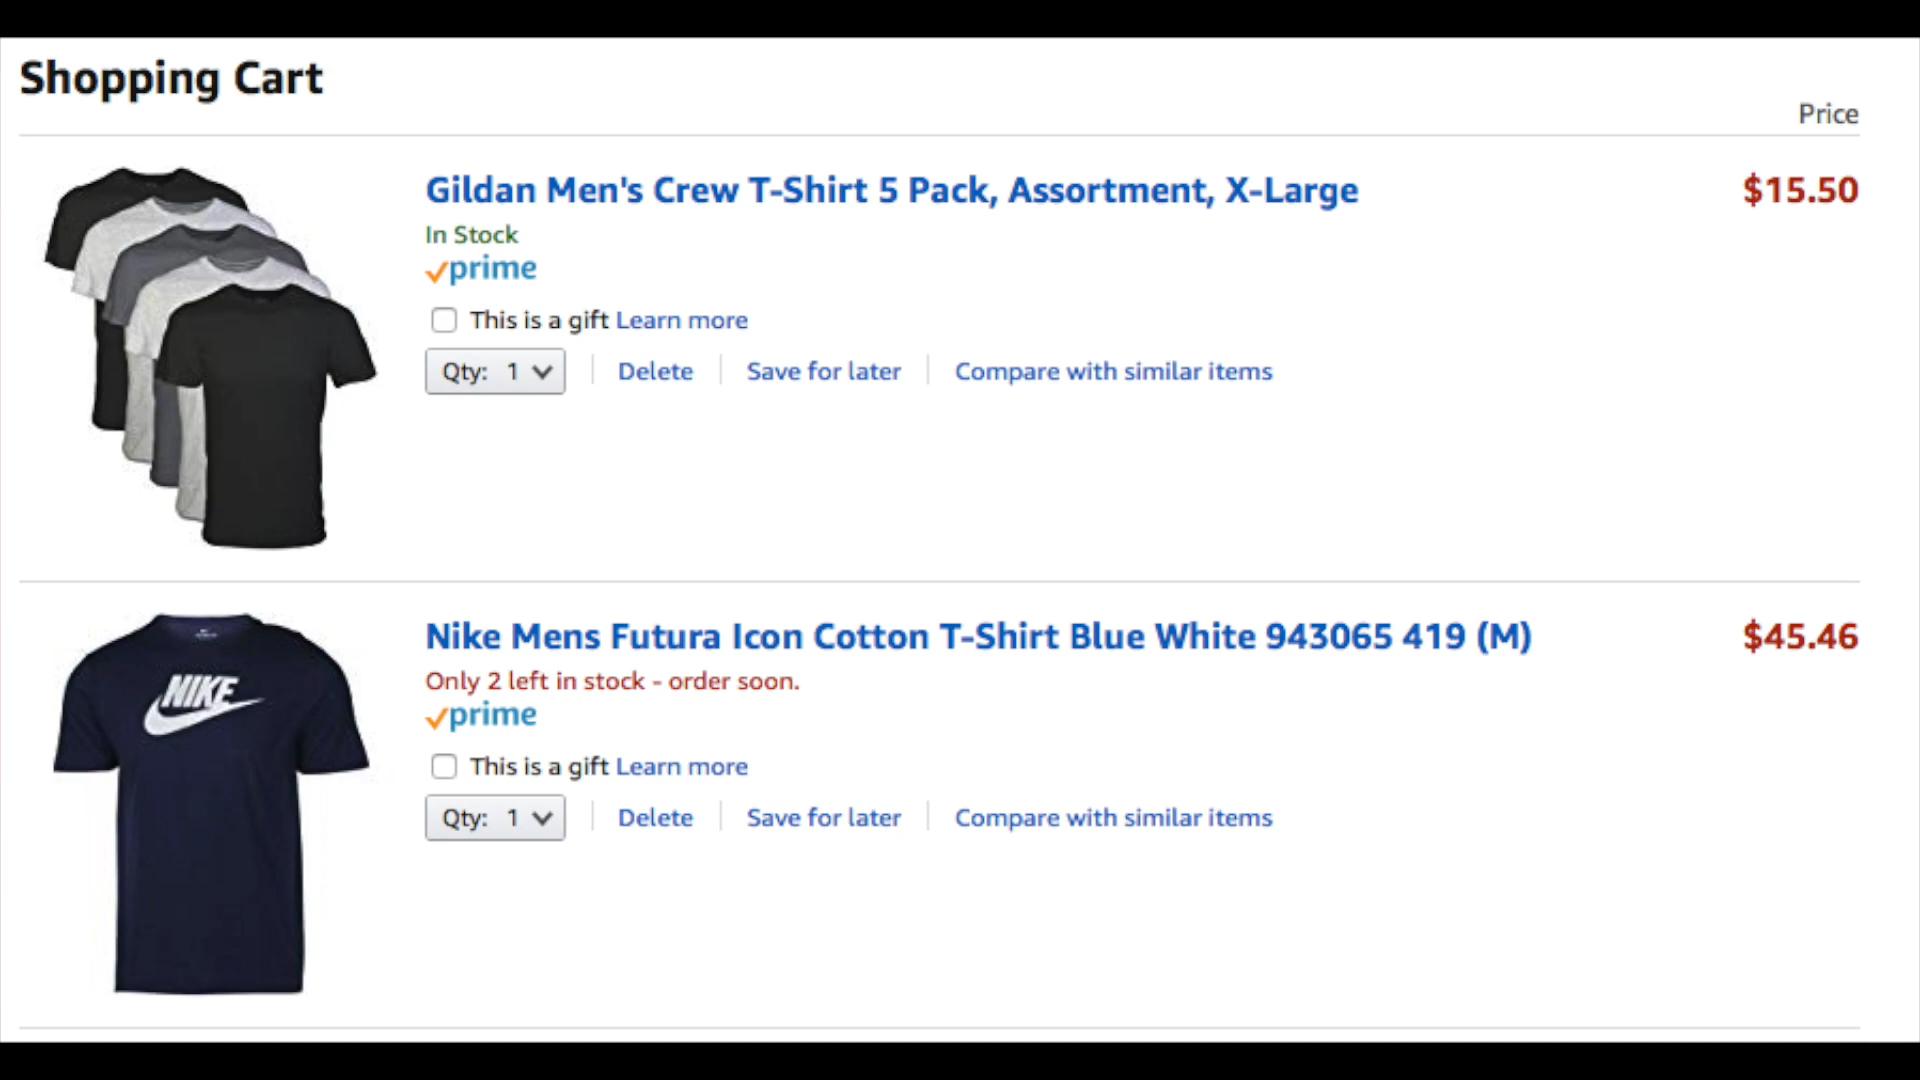 Shopping Cart
Price
Gildan Men's Crew T-Shirt 5 Pack, Assortment, X-Large
$15.50
In Stock
prime
This is a gift Learn more
Qty: 1
Delete
Save for later
Compare with similar items
Nike Mens Futura Icon Cotton T-Shirt Blue White 943065 419 (M)
$45.46
Only 2 left in stock - order soon.
prime
This is a gift Learn more
Qty: 1
Delete
Save for later
Compare with similar items
NIKE